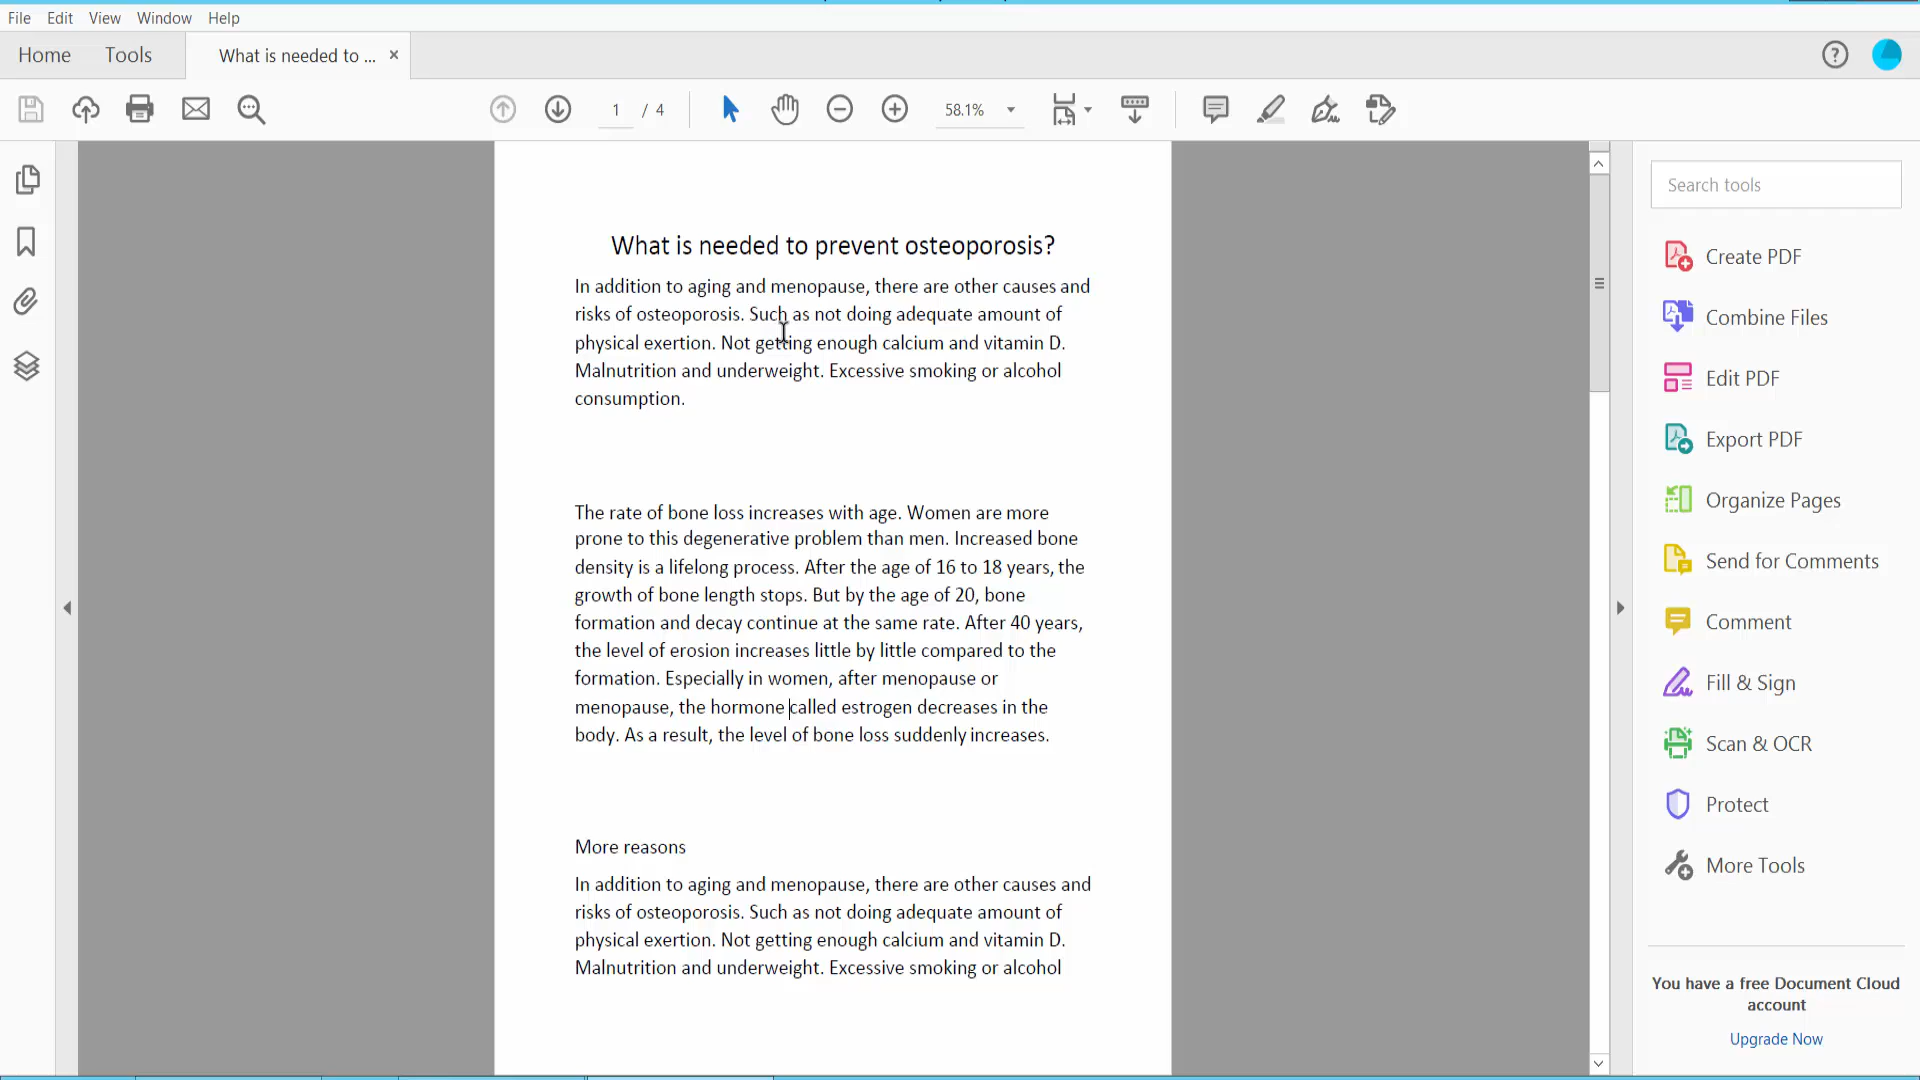 File Edit View Window Help
Home Tools What is needed to ... ×
1 / 4 58.1%
Search tools
What is needed to prevent osteoporosis?
In addition to aging and menopause, there are other causes and
risks of osteoporosis. Such as not doing adequate amount of
physical exertion. Not getting enough calcium and vitamin D.
Malnutrition and underweight. Excessive smoking or alcohol
consumption.
The rate of bone loss increases with age. Women are more
prone to this degenerative problem than men. Increased bone
density is a lifelong process. After the age of 16 to 18 years, the
growth of bone length stops. But by the age of 20, bone
formation and decay continue at the same rate. After 40 years,
the level of erosion increases little by little compared to the
formation. Especially in women, after menopause or
menopause, the hormone called estrogen decreases in the
body. As a result, the level of bone loss suddenly increases.
More reasons
In addition to aging and menopause, there are other causes and
risks of osteoporosis. Such as not doing adequate amount of
physical exertion. Not getting enough calcium and vitamin D.
Malnutrition and underweight. Excessive smoking or alcohol
Create PDF
Combine Files
Edit PDF
Export PDF
Organize Pages
Send for Comments
Comment
Fill & Sign
Scan & OCR
Protect
More Tools
You have a free Document Cloud
account
Upgrade Now